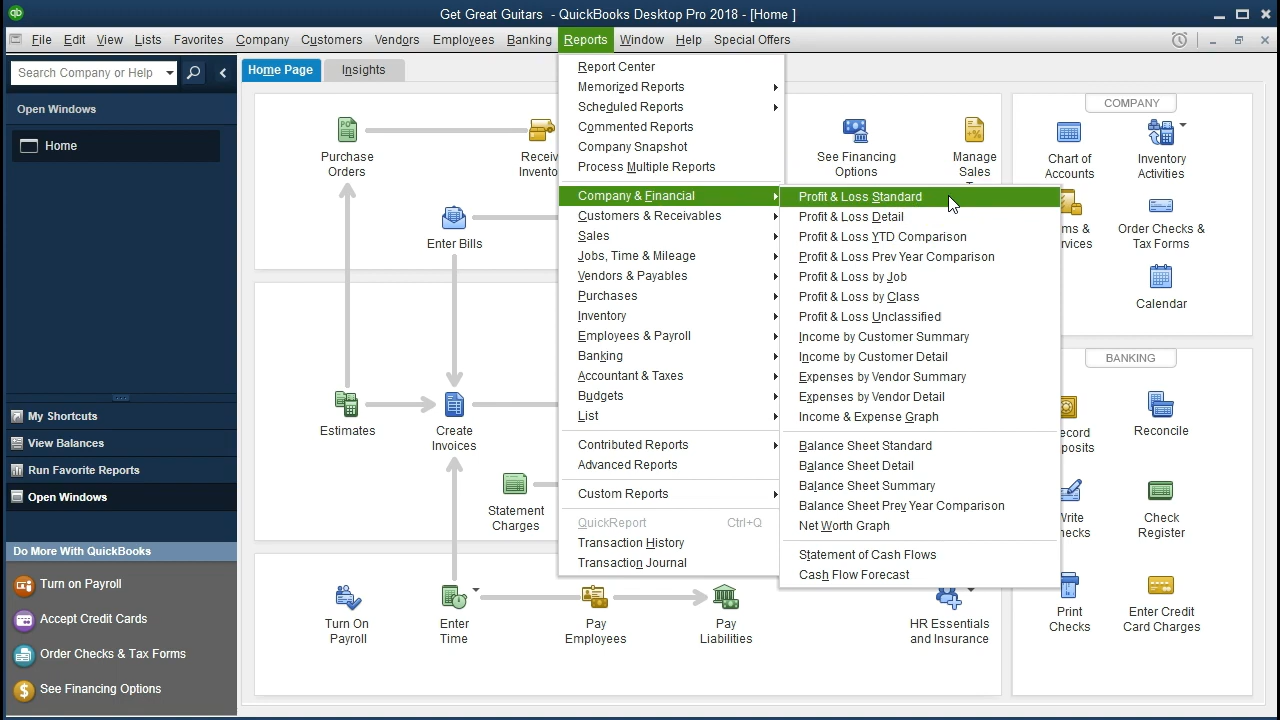 Get Great Guitars - QuickBooks Desktop Pro 2018 - [Home ]
File Edit View Lists Favorites Company Customers Vendors Employees Banking Reports Window Help Special Offers
Search Company or Help
Open Windows
Home
My Shortcuts
View Balances
Run Favorite Reports
Open Windows
Do More With QuickBooks
Turn on Payroll
Accept Credit Cards
Order Checks & Tax Forms
See Financing Options
Home Page
Insights
Purchase
Orders
Receiv
Invento
Enter Bills
See Financing
Options
Manage
Sales
Estimates
Create
Invoices
Statement
Charges
Turn On
Payroll
Enter
Time
Pay
Employees
Pay
Liabilities
HR Essentials
and Insurance
Report Center
Memorized Reports
Scheduled Reports
Commented Reports
Company Snapshot
Process Multiple Reports
Company & Financial
Customers & Receivables
Sales
Jobs, Time & Mileage
Vendors & Payables
Purchases
Inventory
Employees & Payroll
Banking
Accountant & Taxes
Budgets
List
Contributed Reports
Advanced Reports
Custom Reports
QuickReport Ctrl+Q
Transaction History
Transaction Journal
Profit & Loss Standard
Profit & Loss Detail
Profit & Loss YTD Comparison
Profit & Loss Prev Year Comparison
Profit & Loss by Job
Profit & Loss by Class
Profit & Loss Unclassified
Income by Customer Summary
Income by Customer Detail
Expenses by Vendor Summary
Expenses by Vendor Detail
Income & Expense Graph
Balance Sheet Standard
Balance Sheet Detail
Balance Sheet Summary
Balance Sheet Prev Year Comparison
Net Worth Graph
Statement of Cash Flows
Cash Flow Forecast
COMPANY
Chart of
Accounts
Inventory
Activities
ms &
rvices
Order Checks &
Tax Forms
Calendar
BANKING
ecord
posits
Reconcile
Write
hecks
Check
Register
Print
Checks
Enter Credit
Card Charges